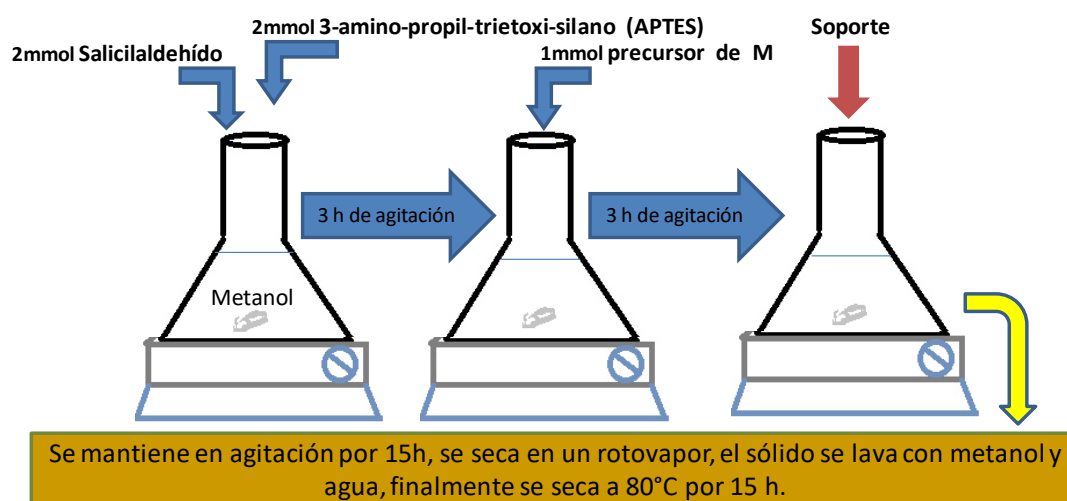 2mmol 3-amino-propil-trietoxi-silano (APTES)
2mmol Salicilaldehído
1mmol precursor de M
Soporte
3 h de agitación
3 h de agitación
Metanol
Se mantiene en agitación por 15h, se seca en un rotovapor, el sólido se lava con metanol y
agua, finalmente se seca a 80°C por 15 h.